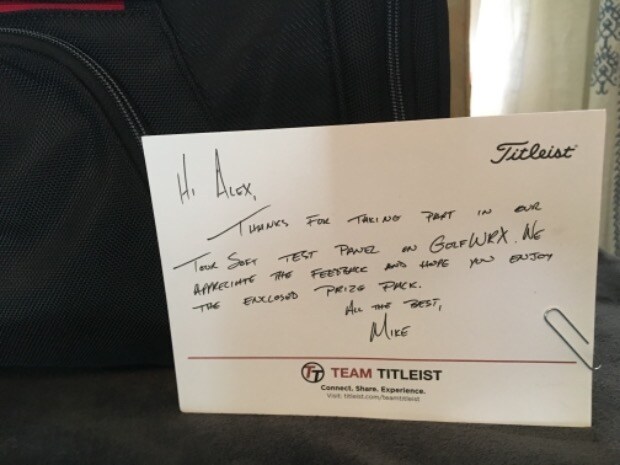 Titleist
Hi Alex,
Thanks for taking part in our
Tour Soft test panel on GolfWRX. We
appreciate the feedback and hope you enjoy
the enclosed prize pack.
All the best,
Mike
TT TEAM TITLEIST
Connect. Share. Experience.
Visit: titleist.com/teamtitleist